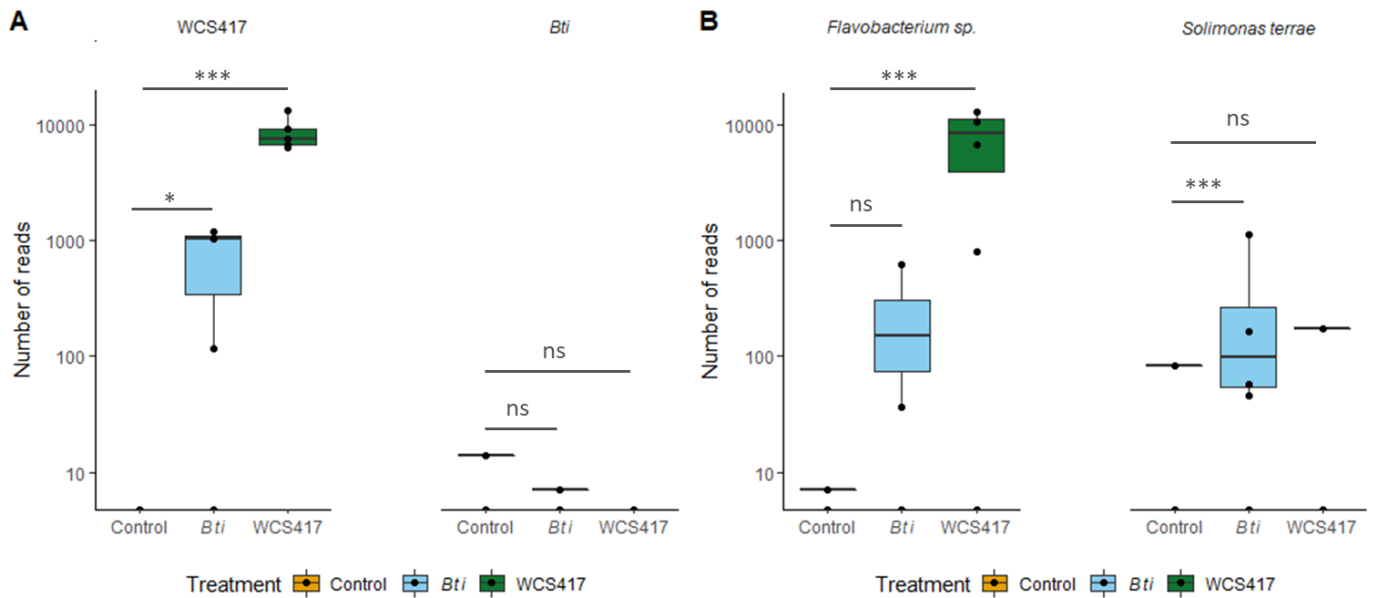 A
WCS417
Bti
***
*
ns
ns
Number of reads
10000
1000
100
10
Control
Bti
WCS417
Control
Bti
WCS417
Treatment Control Bti WCS417
B
Flavobacterium sp.
Solimonas terrae
***
ns
ns
***
Number of reads
10000
1000
100
10
Control
Bti
WCS417
Control
Bti
WCS417
Treatment Control Bti WCS417